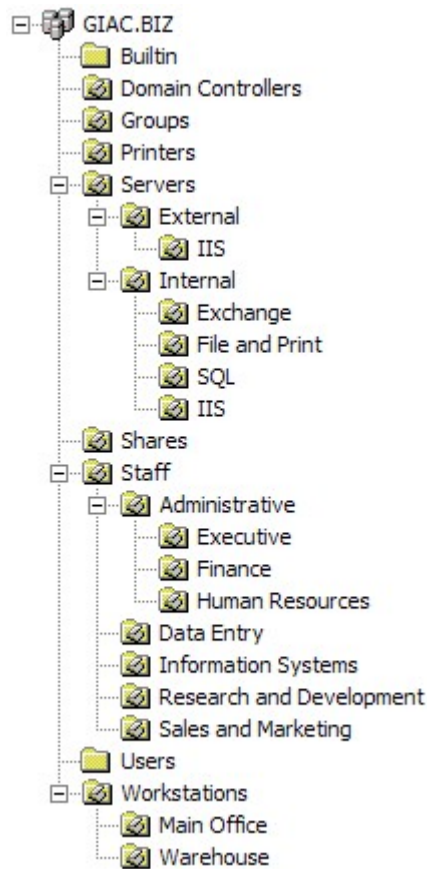 GIAC.BIZ
Builtin
Domain Controllers
Groups
Printers
Servers
External
IIS
Internal
Exchange
File and Print
SQL
IIS
Shares
Staff
Administrative
Executive
Finance
Human Resources
Data Entry
Information Systems
Research and Development
Sales and Marketing
Users
Workstations
Main Office
Warehouse